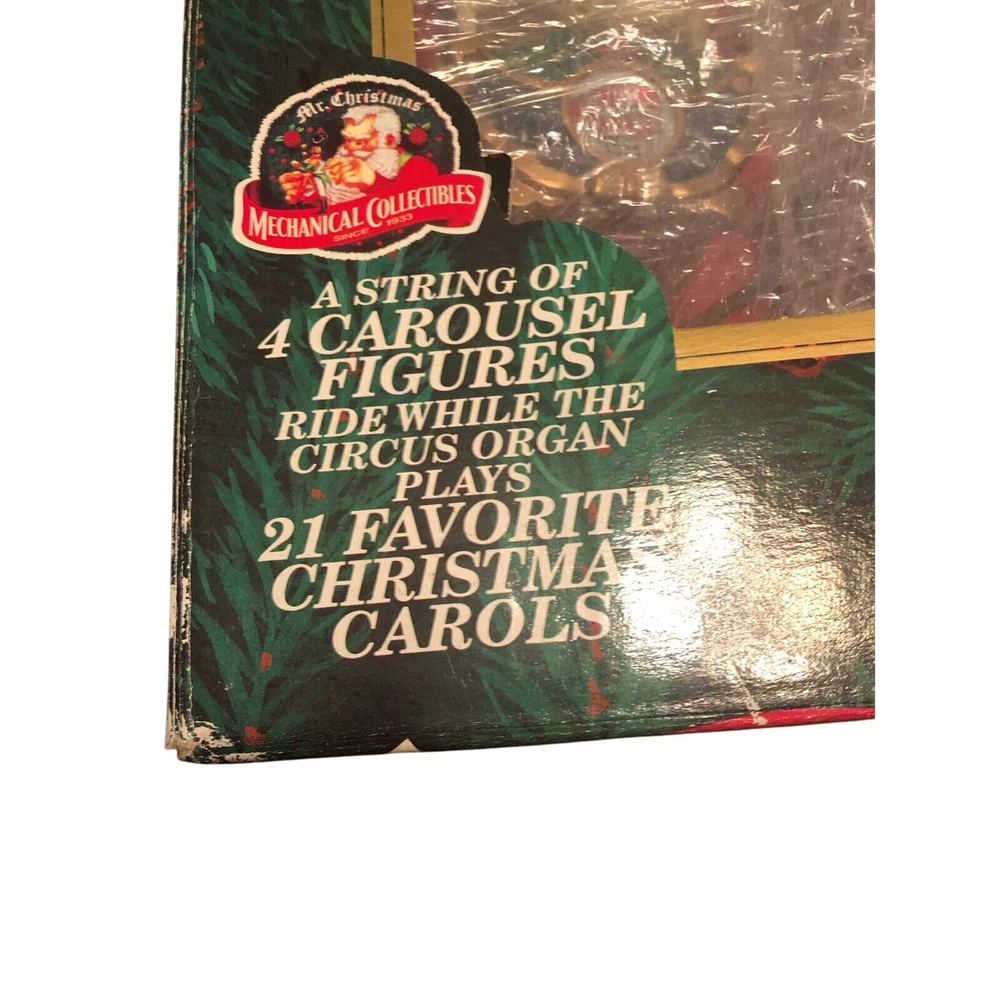 Mr. Christmas
MECHANICAL COLLECTIBLES
SINCE 1933
A STRING OF
4 CAROUSEL
FIGURES
RIDE WHILE THE
CIRCUS ORGAN
PLAYS
21 FAVORITE
CHRISTMAS
CAROLS